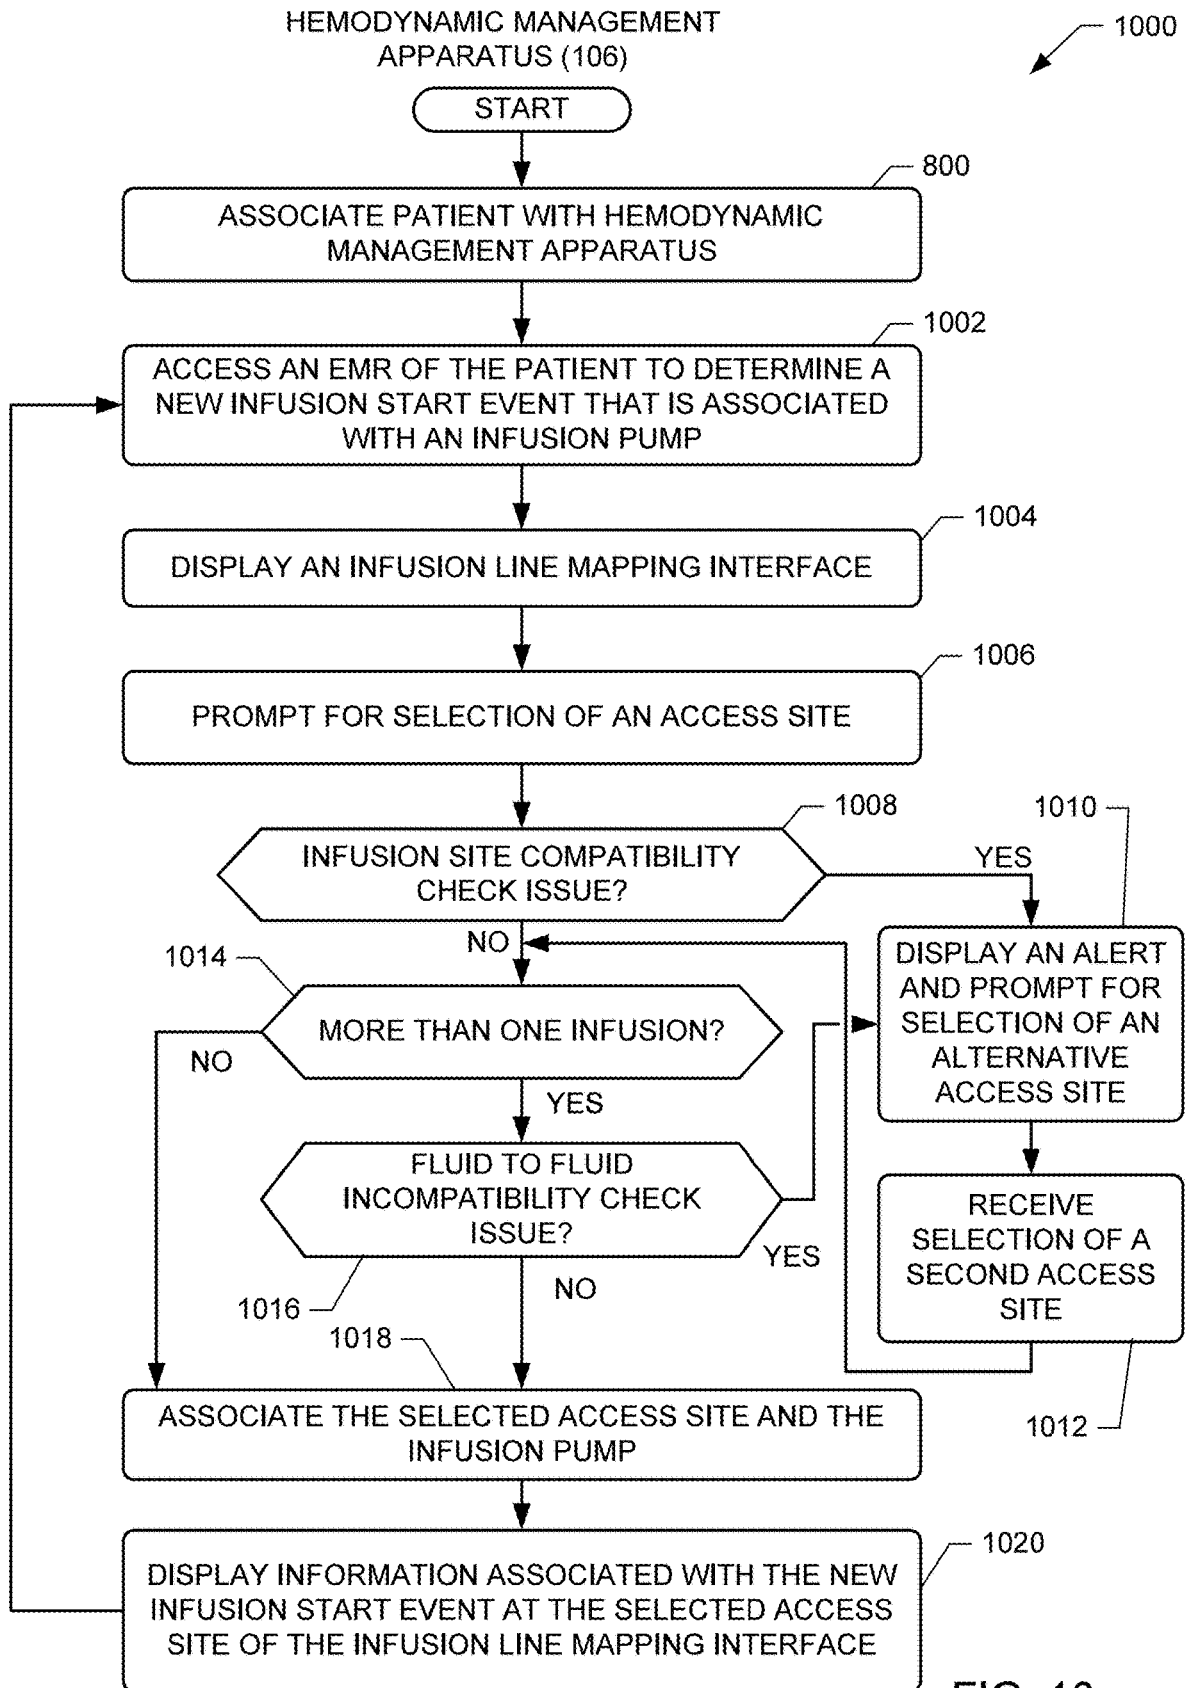 HEMODYNAMIC MANAGEMENT
APPARATUS (106)
1000
START
800
ASSOCIATE PATIENT WITH HEMODYNAMIC
MANAGEMENT APPARATUS
1002
ACCESS AN EMR OF THE PATIENT TO DETERMINE A
NEW INFUSION START EVENT THAT IS ASSOCIATED
WITH AN INFUSION PUMP
1004
DISPLAY AN INFUSION LINE MAPPING INTERFACE
1006
PROMPT FOR SELECTION OF AN ACCESS SITE
1008
INFUSION SITE COMPATIBILITY
CHECK ISSUE?
YES
1010
NO
DISPLAY AN ALERT
AND PROMPT FOR
SELECTION OF AN
ALTERNATIVE
ACCESS SITE
1014
MORE THAN ONE INFUSION?
NO
YES
FLUID TO FLUID
INCOMPATIBILITY CHECK
ISSUE?
YES
1016
NO
RECEIVE
SELECTION OF A
SECOND ACCESS
SITE
1012
1018
ASSOCIATE THE SELECTED ACCESS SITE AND THE
INFUSION PUMP
1020
DISPLAY INFORMATION ASSOCIATED WITH THE NEW
INFUSION START EVENT AT THE SELECTED ACCESS
SITE OF THE INFUSION LINE MAPPING INTERFACE